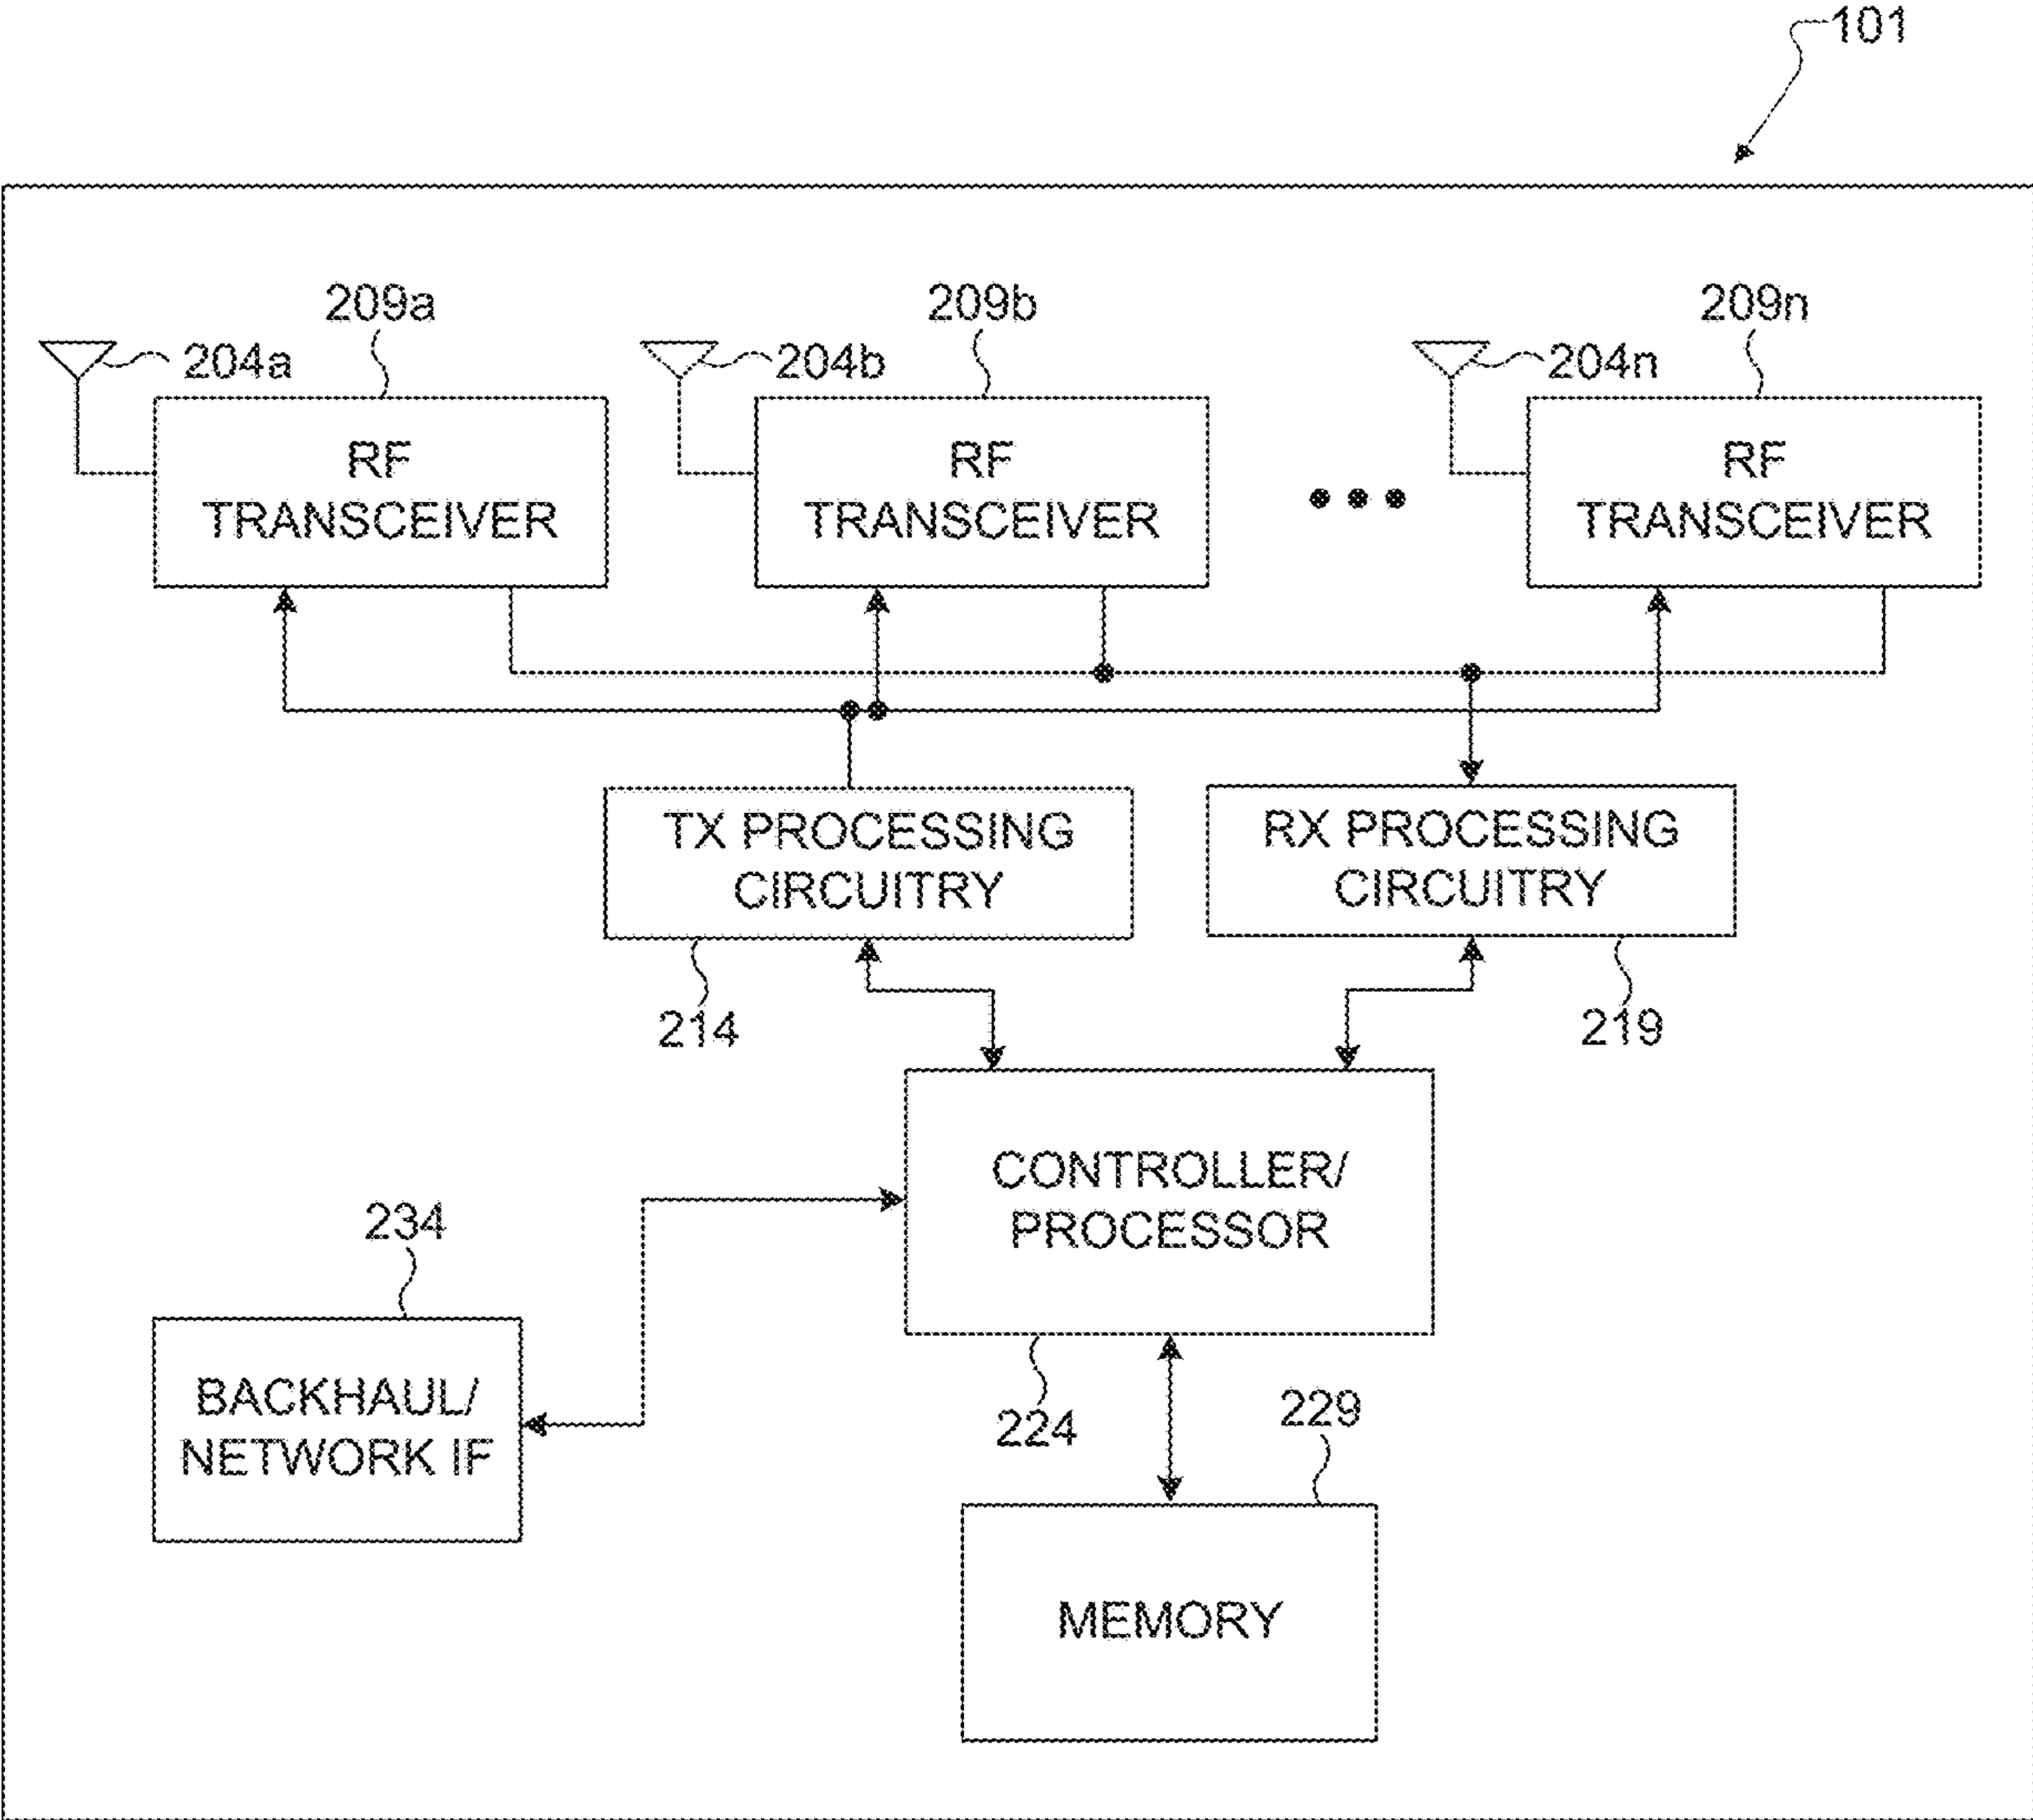 101
209a
209b
209n
204a
204b
204n
RF
TRANSCEIVER
RF
TRANSCEIVER
RF
TRANSCEIVER
TX PROCESSING
CIRCUITRY
RX PROCESSING
CIRCUITRY
214
219
CONTROLLER/
PROCESSOR
234
BACKHAUL/
NETWORK IF
224
229
MEMORY